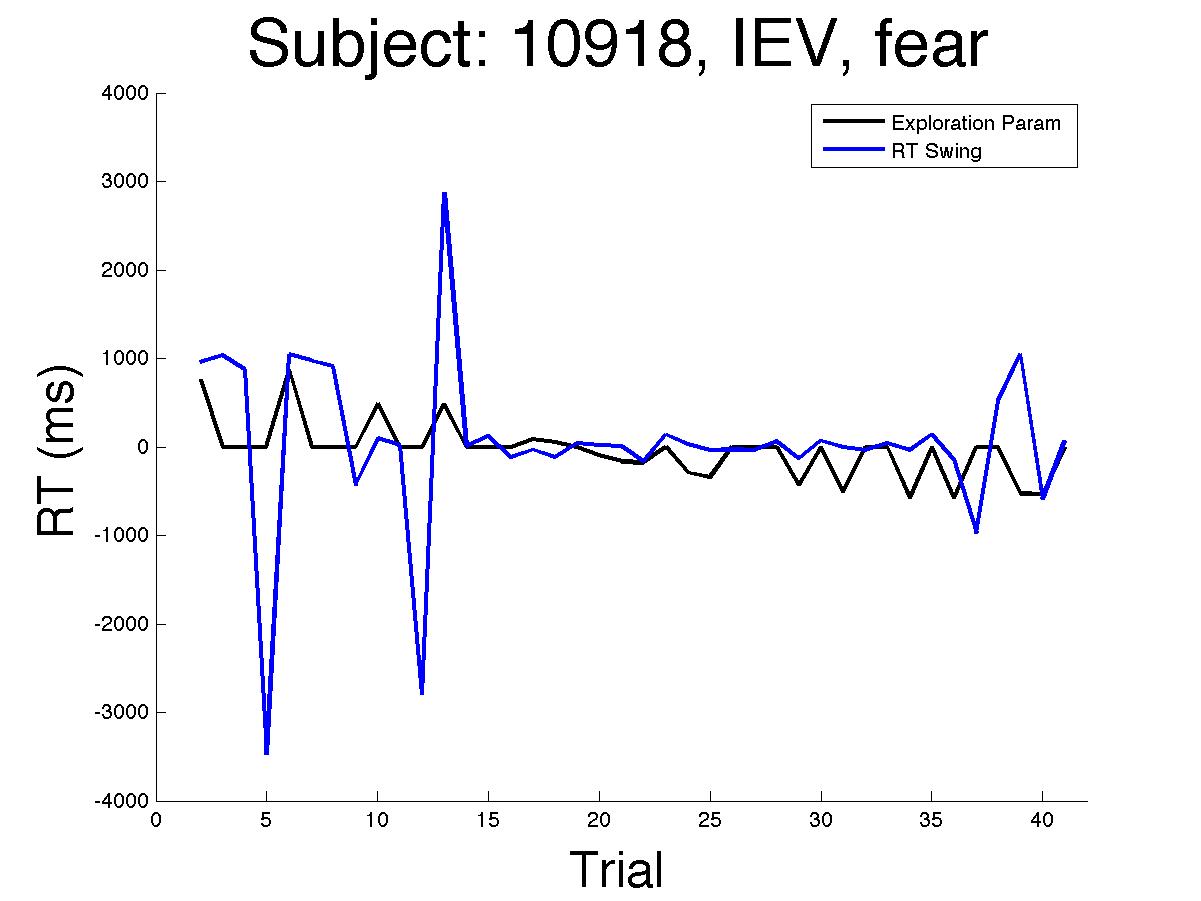 Subject: 10918, IEV, fear
Exploration Param
RT Swing
4000
3000
2000
1000
0
-1000
-2000
-3000
-4000
RT (ms)
0 5 10 15 20 25 30 35 40
Trial